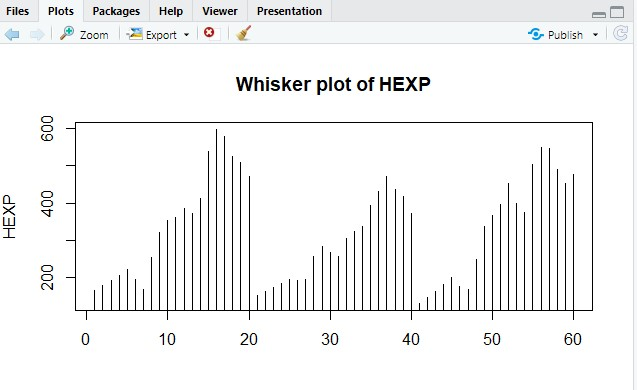 Files Plots Packages Help Viewer Presentation
Zoom Export Publish
Whisker plot of HEXP
HEXP
600
400
200
0 10 20 30 40 50 60